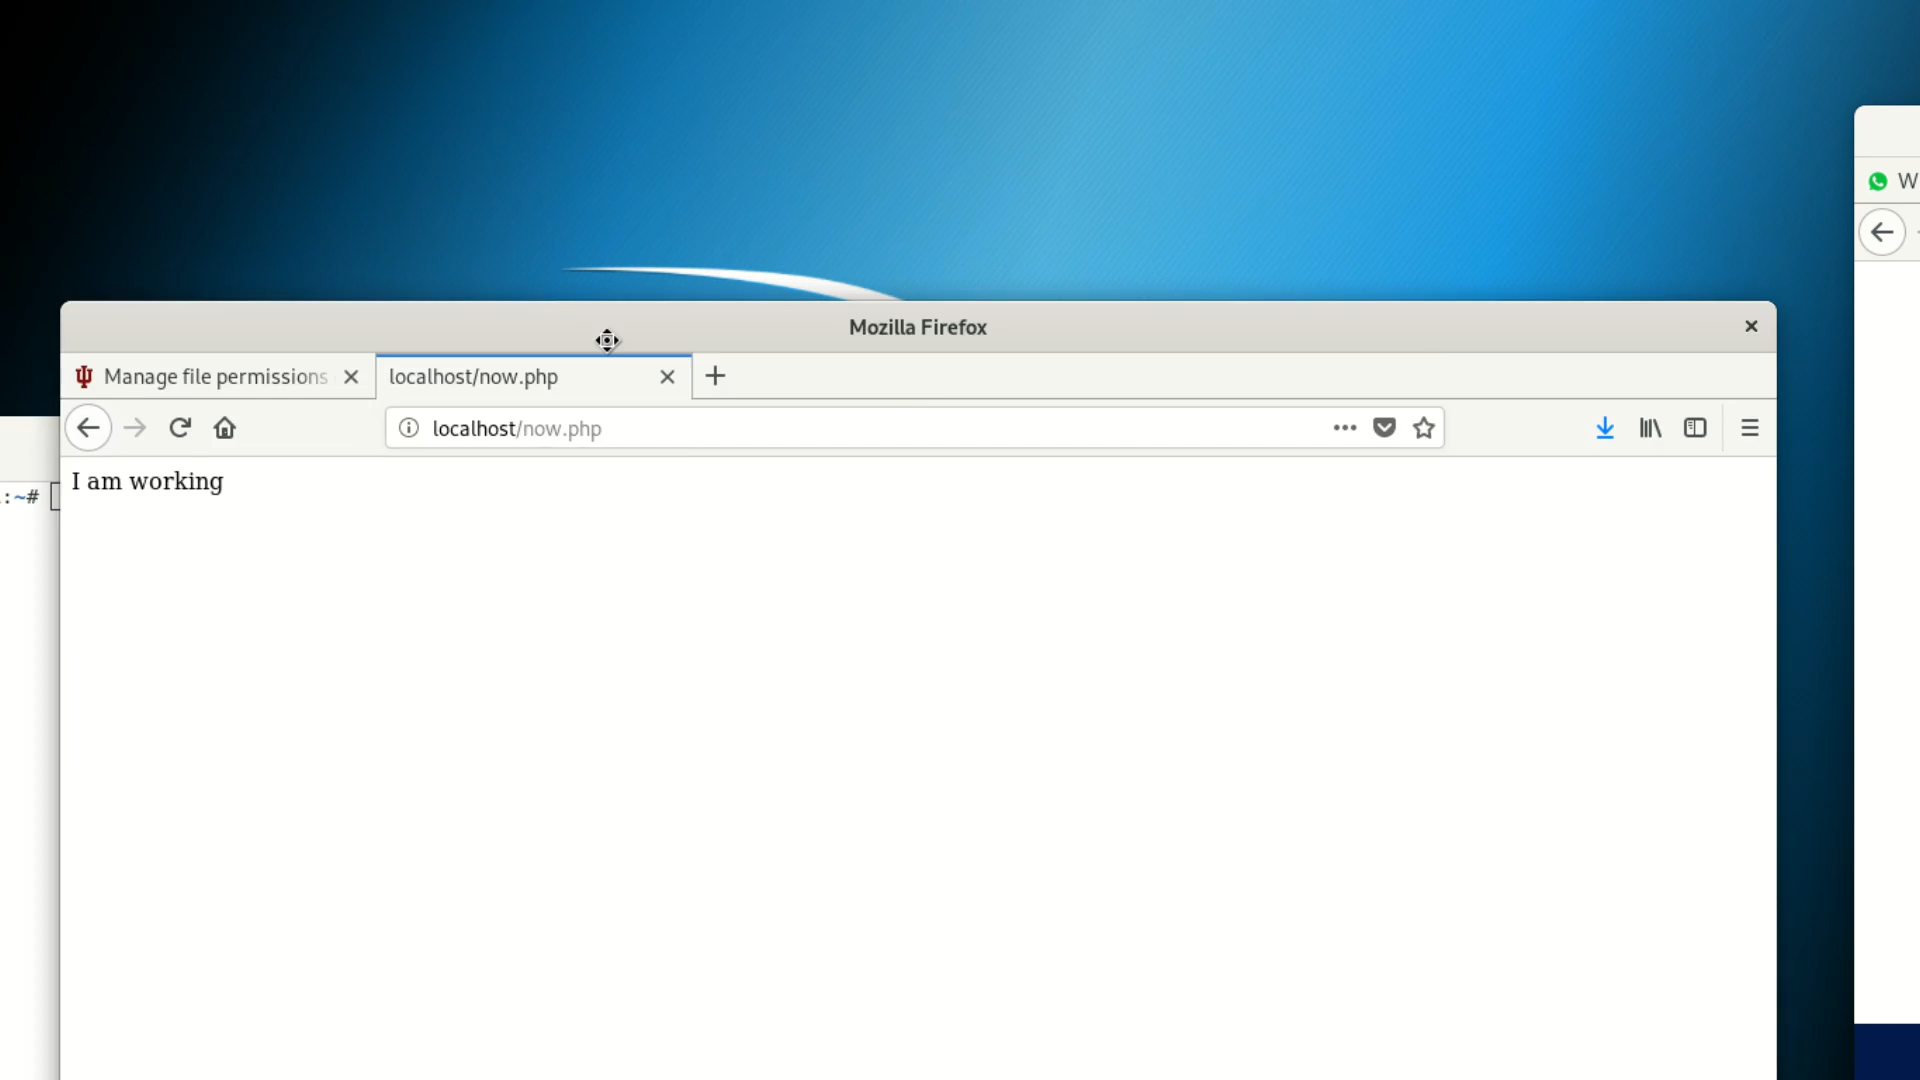 Mozilla Firefox
W
Manage file permissions
localhost/now.php
localhost/now.php
I am working
:~#